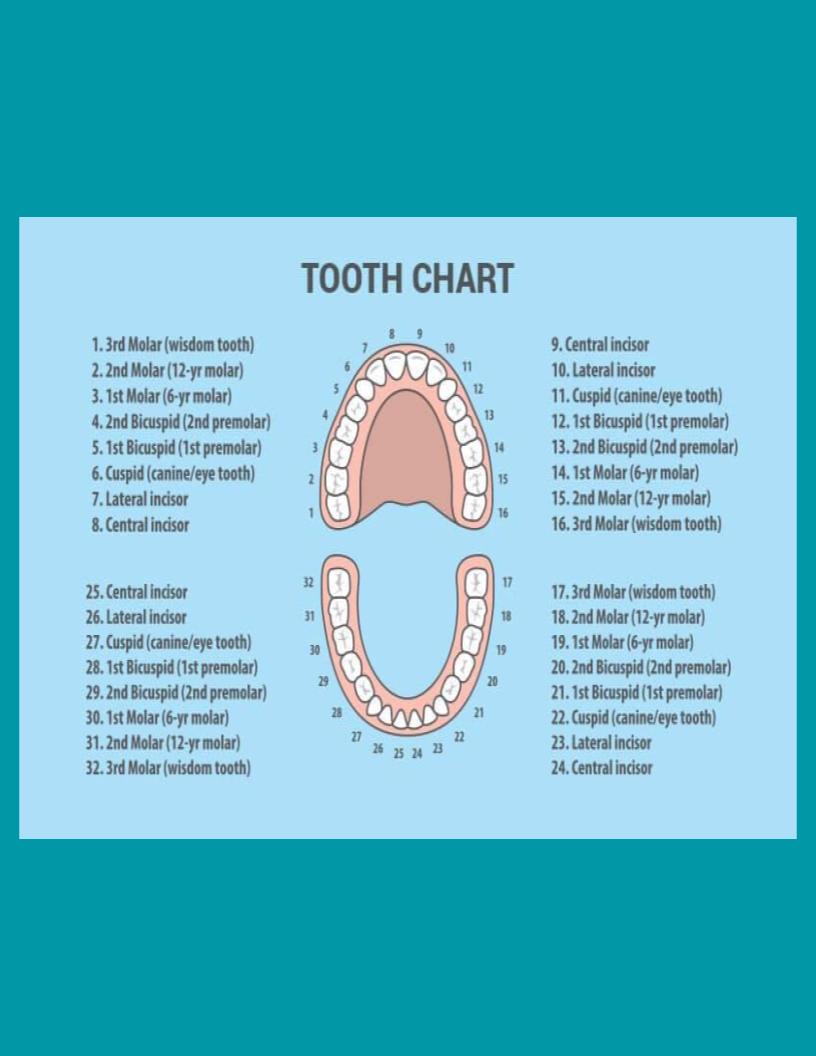 TOOTH CHART
1. 3rd Molar (wisdom tooth)
2. 2nd Molar (12-yr molar)
3. 1st Molar (6-yr molar)
4. 2nd Bicuspid (2nd premolar)
5. 1st Bicuspid (1st premolar)
6. Cuspid (canine/eye tooth)
7. Lateral incisor
8. Central incisor
8 9
7 10
6 11
5 12
4 13
3 14
2 15
1 16
9. Central incisor
10. Lateral incisor
11. Cuspid (canine/eye tooth)
12. 1st Bicuspid (1st premolar)
13. 2nd Bicuspid (2nd premolar)
14. 1st Molar (6-yr molar)
15. 2nd Molar (12-yr molar)
16. 3rd Molar (wisdom tooth)
25. Central incisor
26. Lateral incisor
27. Cuspid (canine/eye tooth)
28. 1st Bicuspid (1st premolar)
29. 2nd Bicuspid (2nd premolar)
30. 1st Molar (6-yr molar)
31. 2nd Molar (12-yr molar)
32. 3rd Molar (wisdom tooth)
32 17
31 18
30 19
29 20
28 21
27 22
26 23
25 24
17. 3rd Molar (wisdom tooth)
18. 2nd Molar (12-yr molar)
19. 1st Molar (6-yr molar)
20. 2nd Bicuspid (2nd premolar)
21. 1st Bicuspid (1st premolar)
22. Cuspid (canine/eye tooth)
23. Lateral incisor
24. Central incisor